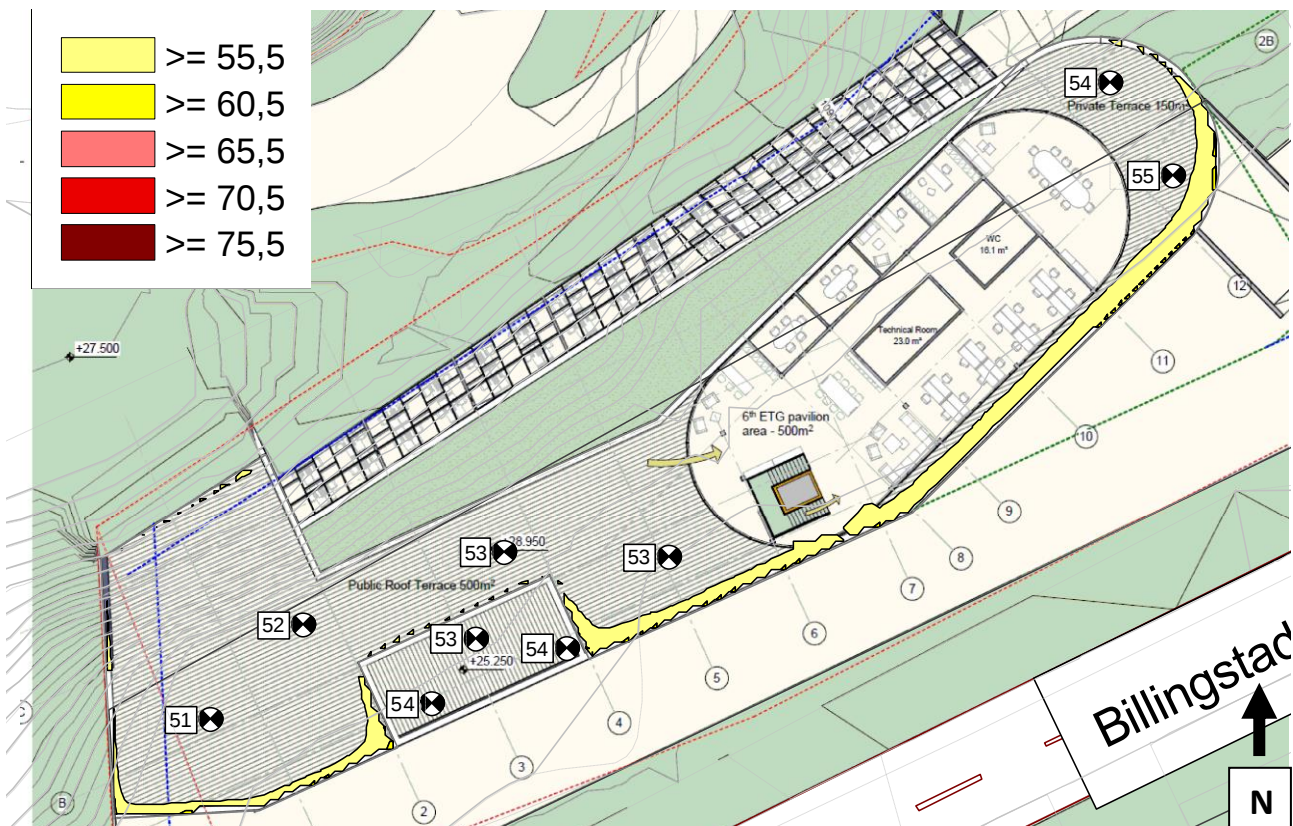 >= 55,5
>= 60,5
>= 65,5
>= 70,5
>= 75,5
2B
54
Private Terrace 150m
55
WC
16.1 m²
12
+27.500
Technical Room
23.0 m²
11
6th ETG pavilion
area - 500m²
10
9
53
28.950
53
8
7
Public Roof Terrace 500m²
52
53
54
6
+25.250
5
54
51
4
C
3
2
B
Billingstad
N